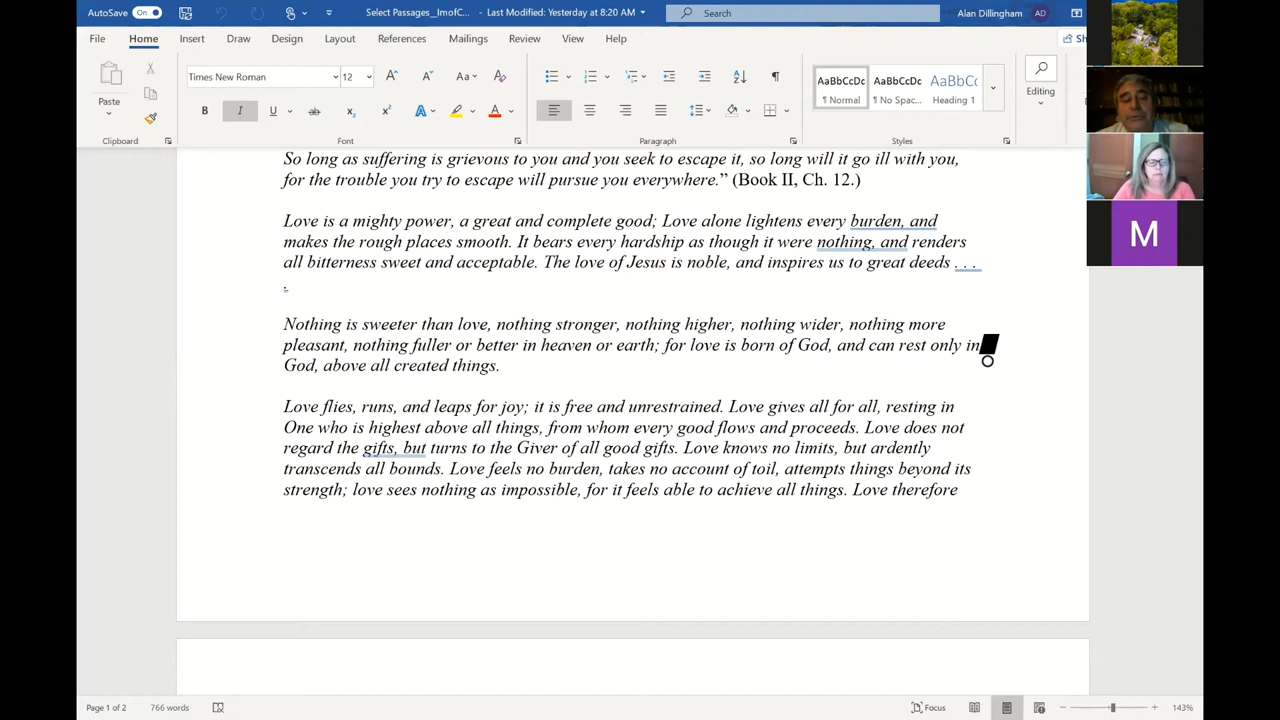 AutoSave On Select Passages_ImofC... - Last Modified: Yesterday at 8:20 AM Search Alan Dillingham AD
File Home Insert Draw Design Layout References Mailings Review View Help
Times New Roman 12 Aa AaBbCcDc AaBbCcDc AaBbC
Paste B I U ab x2 x2 A A ¶ Normal ¶ No Spac... Heading 1 Editing
Clipboard Font Paragraph Styles
So long as suffering is grievous to you and you seek to escape it, so long will it go ill with you,
for the trouble you try to escape will pursue you everywhere.” (Book II, Ch. 12.)
Love is a mighty power, a great and complete good; Love alone lightens every burden, and
makes the rough places smooth. It bears every hardship as though it were nothing, and renders
all bitterness sweet and acceptable. The love of Jesus is noble, and inspires us to great deeds . . .
.
Nothing is sweeter than love, nothing stronger, nothing higher, nothing wider, nothing more
pleasant, nothing fuller or better in heaven or earth; for love is born of God, and can rest only in
God, above all created things.
Love flies, runs, and leaps for joy; it is free and unrestrained. Love gives all for all, resting in
One who is highest above all things, from whom every good flows and proceeds. Love does not
regard the gifts, but turns to the Giver of all good gifts. Love knows no limits, but ardently
transcends all bounds. Love feels no burden, takes no account of toil, attempts things beyond its
strength; love sees nothing as impossible, for it feels able to achieve all things. Love therefore
M
Page 1 of 2 766 words Focus 143%